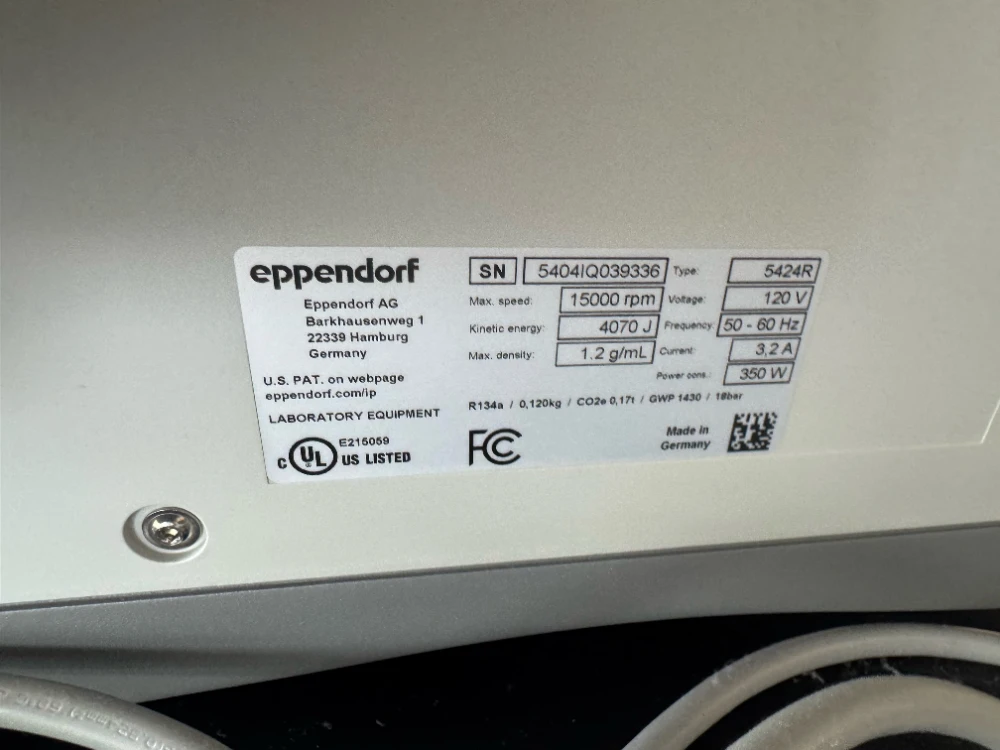 eppendorf
Eppendorf AG
Barkhausenweg 1
22339 Hamburg
Germany
U.S. PAT. on webpage
eppendorf.com/ip
LABORATORY EQUIPMENT
E215059
C UL US LISTED
SN 5404IQ039336 Type: 5424R
Max. speed: 15000 rpm Voltage: 120 V
Kinetic energy: 4070 J Frequency: 50 - 60 Hz
Max. density: 1.2 g/mL Current: 3,2 A
Power cons.: 350 W
R134a / 0,120kg / CO2e 0,17t / GWP 1430 / 18bar
FC
Made in
Germany